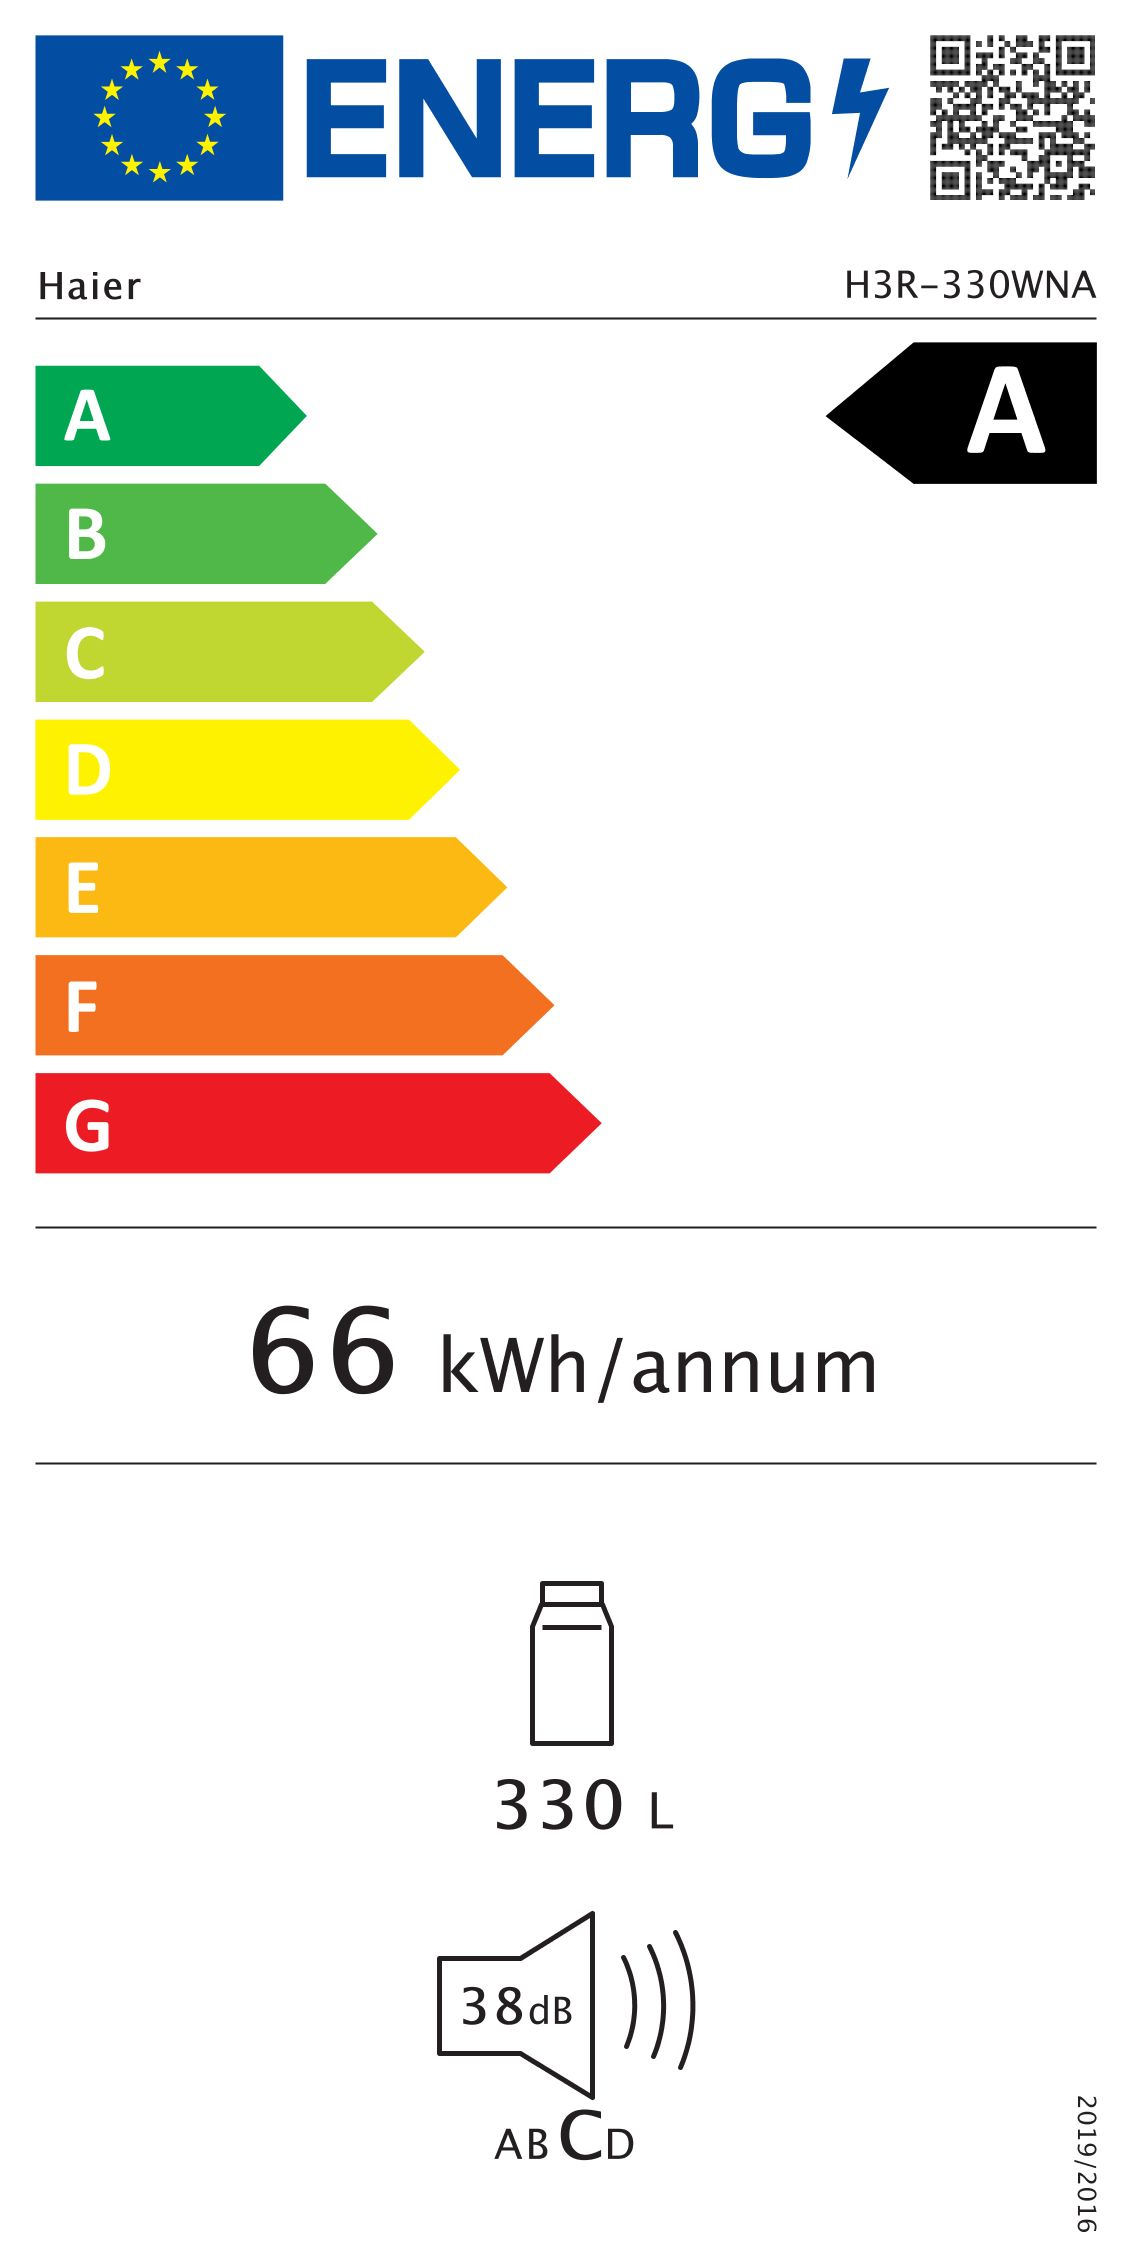 ENERG
Haier
H3R-330WNA
A
A
B
C
D
E
F
G
66 kWh/annum
330 L
38dB
ABCD
2019/2016